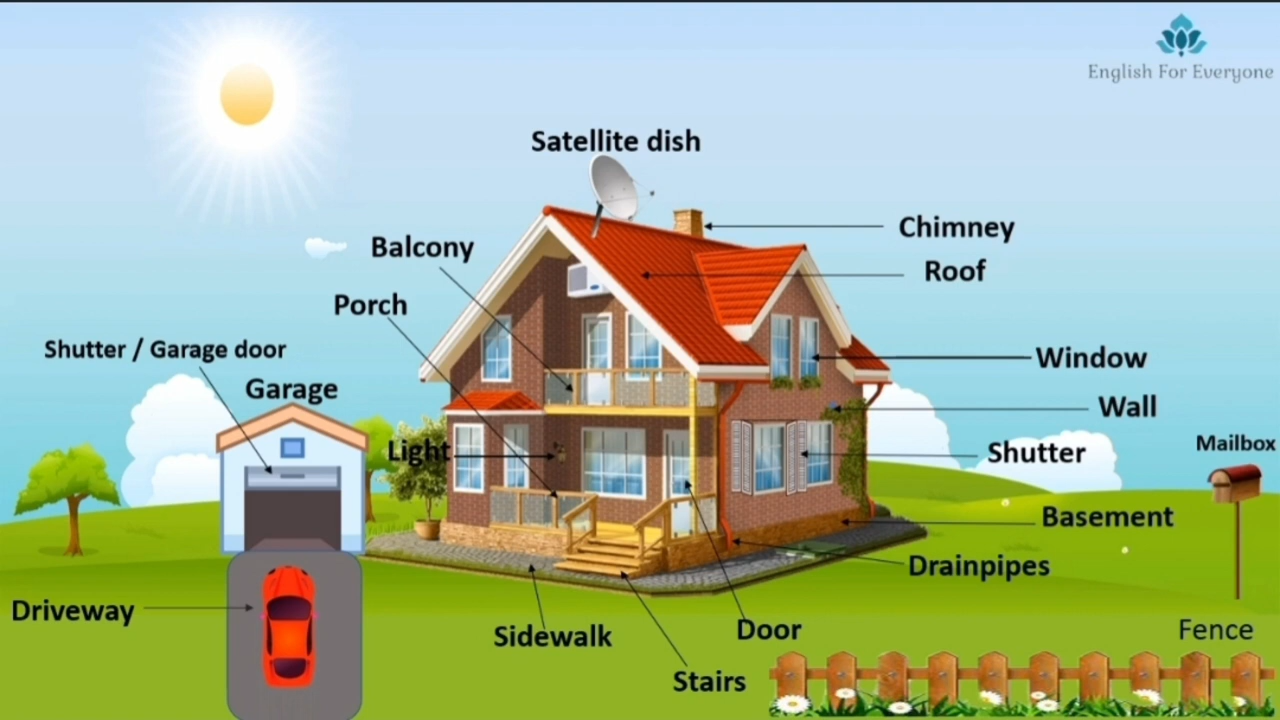 English For Everyone
Satellite dish
Chimney
Balcony
Roof
Porch
Shutter / Garage door
Window
Garage
Wall
Light
Shutter
Mailbox
Basement
Drainpipes
Driveway
Sidewalk
Door
Fence
Stairs